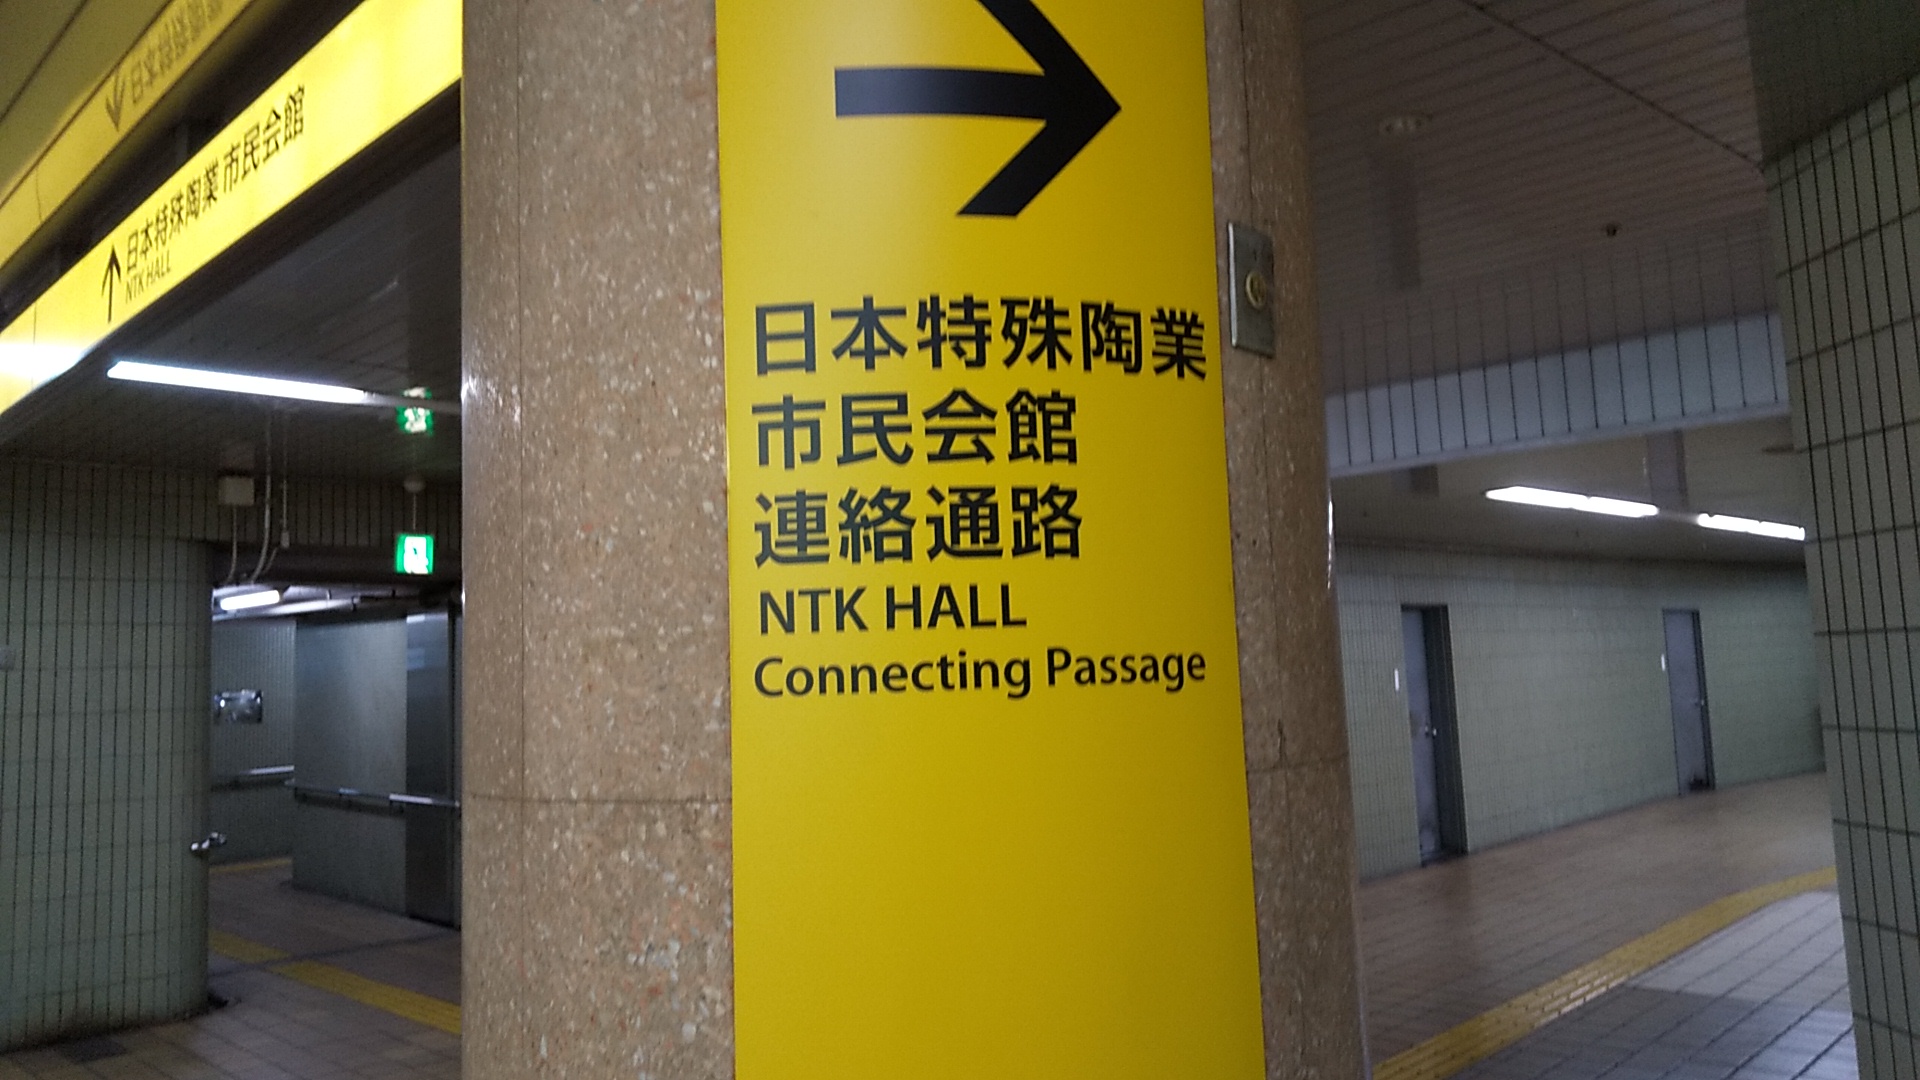 日本特殊陶業 市民会館
NTK HALL
日本特殊陶業
市民会館
連絡通路
NTK HALL
Connecting Passage